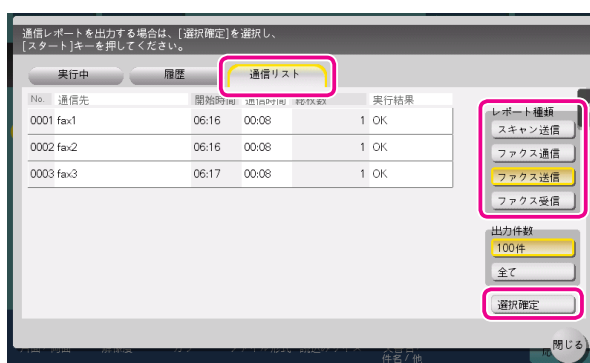 通信レポートを出力する場合は、[選択確定]を選択し、
[スタート]キーを押してください。
実行中 履歴 通信リスト
No. 通信先 開始時間 通信時間 総枚数 実行結果
0001 fax1 06:16 00:08 1 OK
0002 fax2 06:16 00:08 1 OK
0003 fax3 06:17 00:08 1 OK
レポート種類
スキャン送信
ファクス通信
ファクス送信
ファクス受信
出力件数
100件
全て
選択確定
閉じる
件名/他